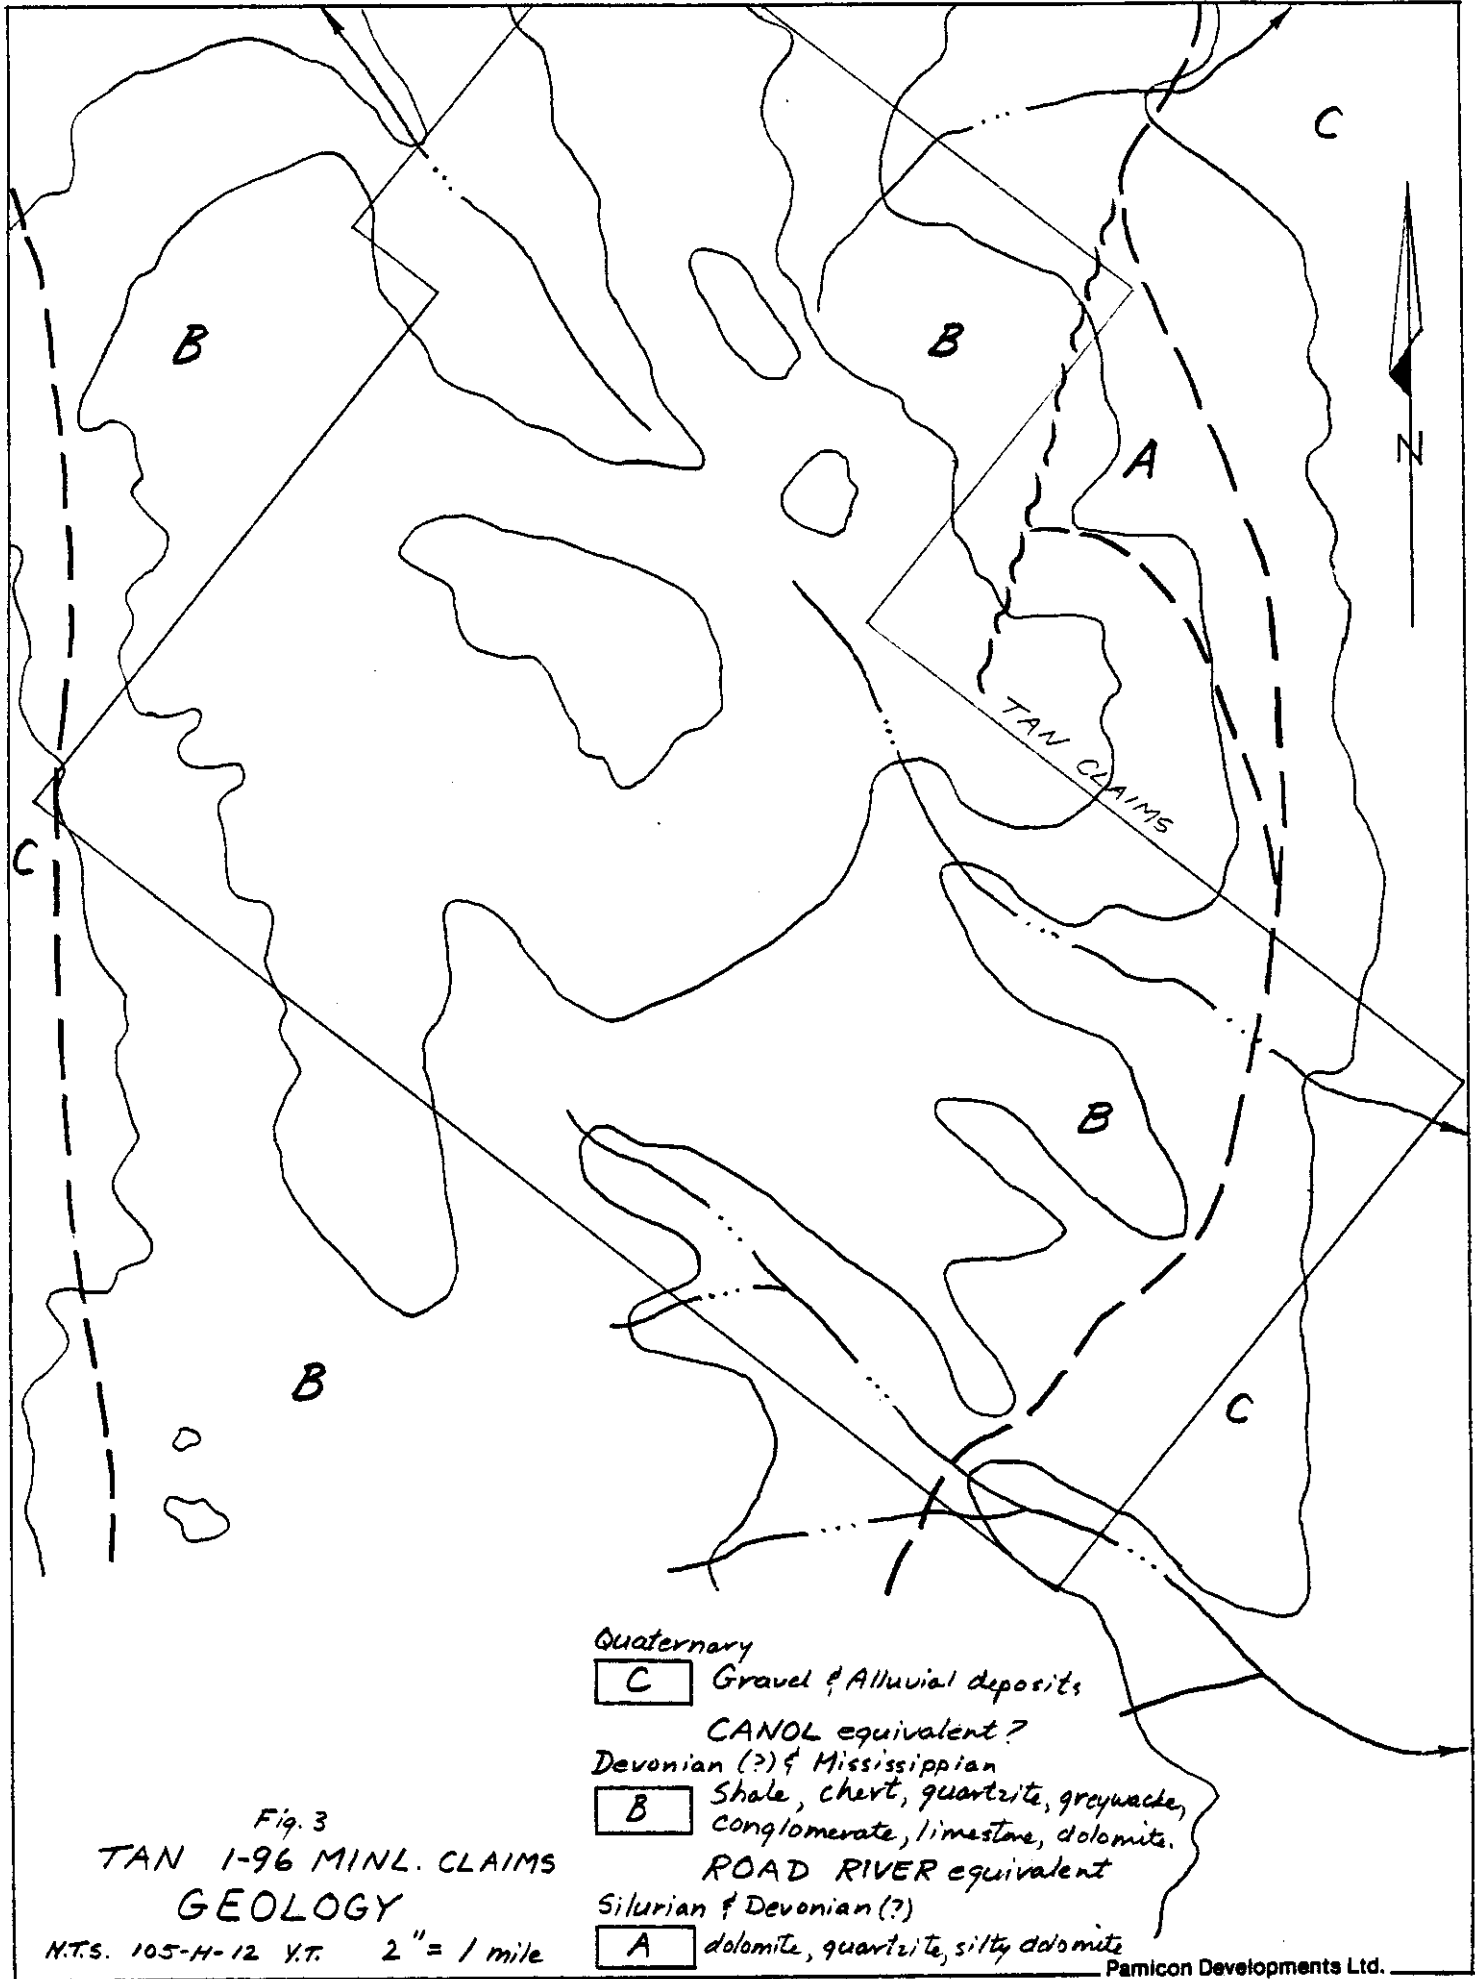 C
B
B
A
N
TAN CLAIMS
C
B
B
C
Quaternary
C Gravel & Alluvial deposits
CANOL equivalent?
Devonian (?) & Mississippian
B Shale, chert, quartzite, greywacke,
conglomerate, limestone, dolomite.
ROAD RIVER equivalent
Silurian & Devonian (?)
A dolomite, quartzite, silty dolomite
Fig. 3
TAN 1-96 MINL. CLAIMS
GEOLOGY
N.T.S. 105-H-12 Y.T. 2" = 1 mile
Pamicon Developments Ltd.